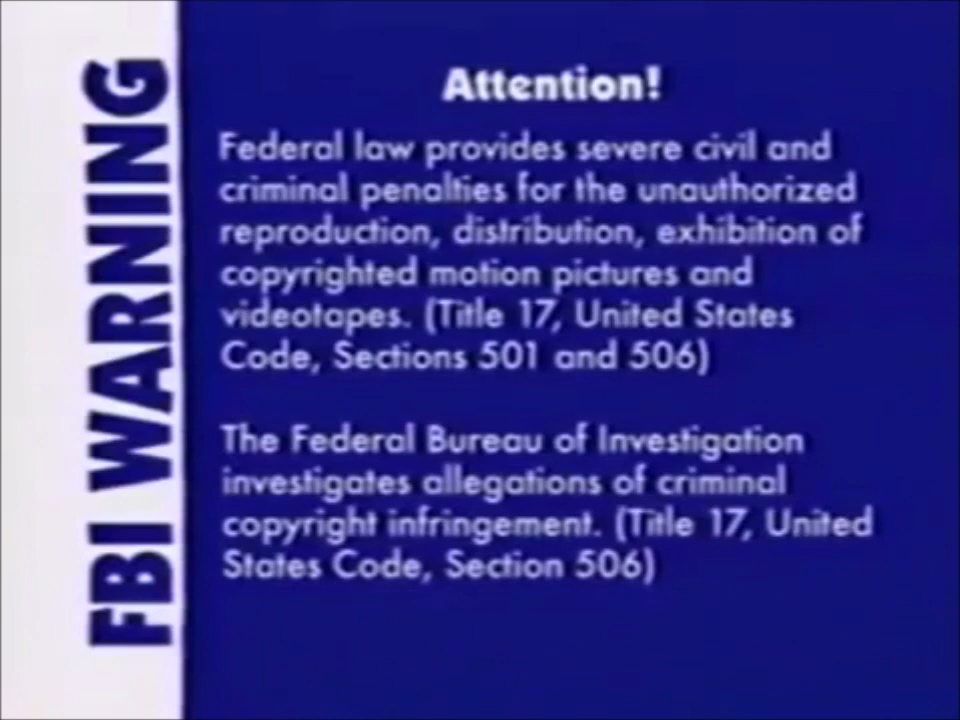 FBI WARNING
Attention!
Federal law provides severe civil and
criminal penalties for the unauthorized
reproduction, distribution, exhibition of
copyrighted motion pictures and
videotapes. (Title 17, United States
Code, Sections 501 and 506)
The Federal Bureau of Investigation
investigates allegations of criminal
copyright infringement. (Title 17, United
States Code, Section 506)